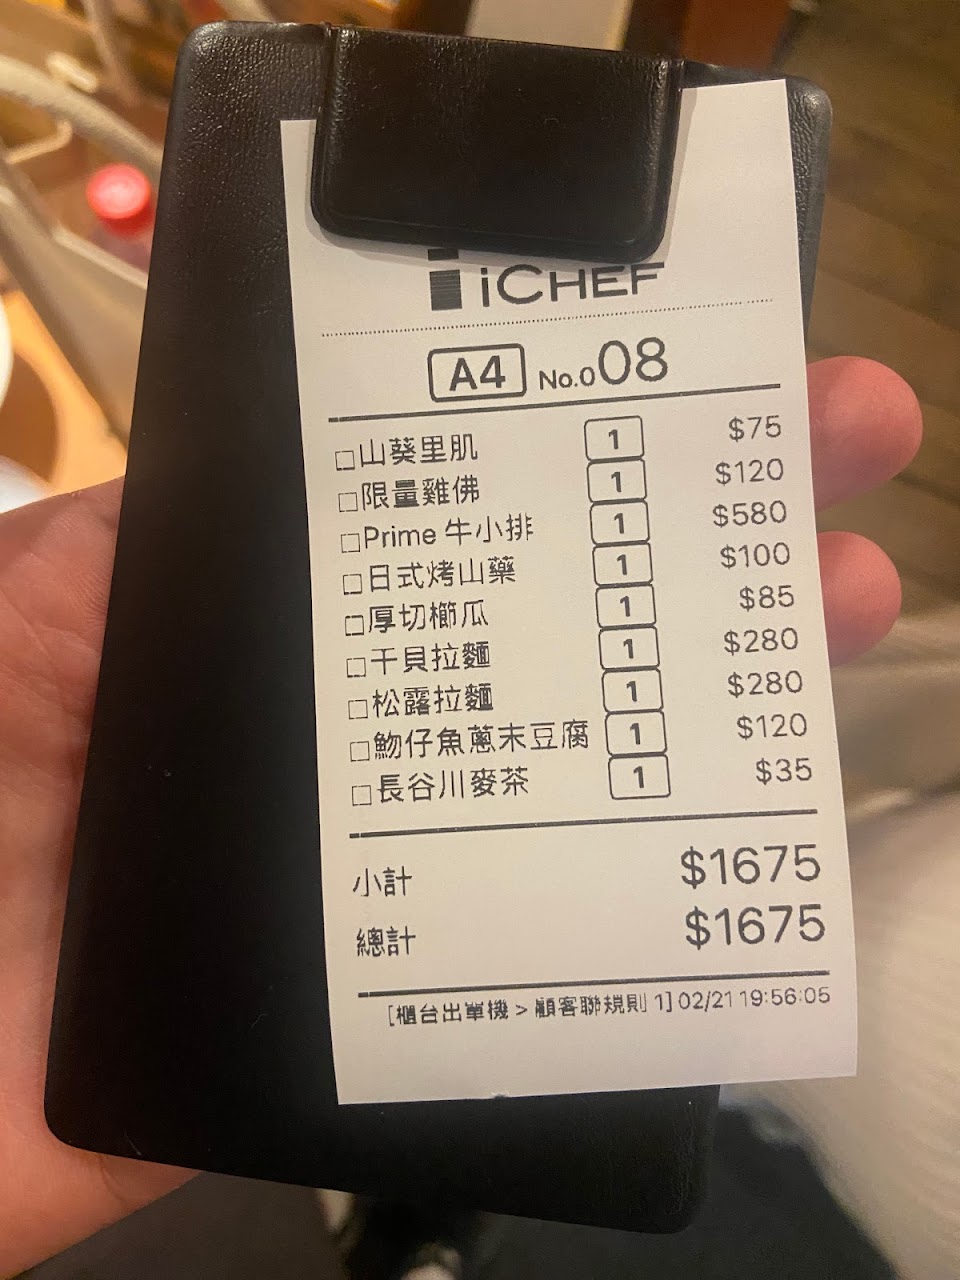 iCHEF
A4 No.008
□山葵里肌 1 $75
□限量雞佛 1 $120
□Prime 牛小排 1 $580
□日式烤山藥 1 $100
□厚切櫛瓜 1 $85
□干貝拉麵 1 $280
□松露拉麵 1 $280
□魩仔魚蔥末豆腐 1 $120
□長谷川麥茶 1 $35
小計 $1675
總計 $1675
[櫃台出單機 > 顧客聯規則 1] 02/21 19:56:05